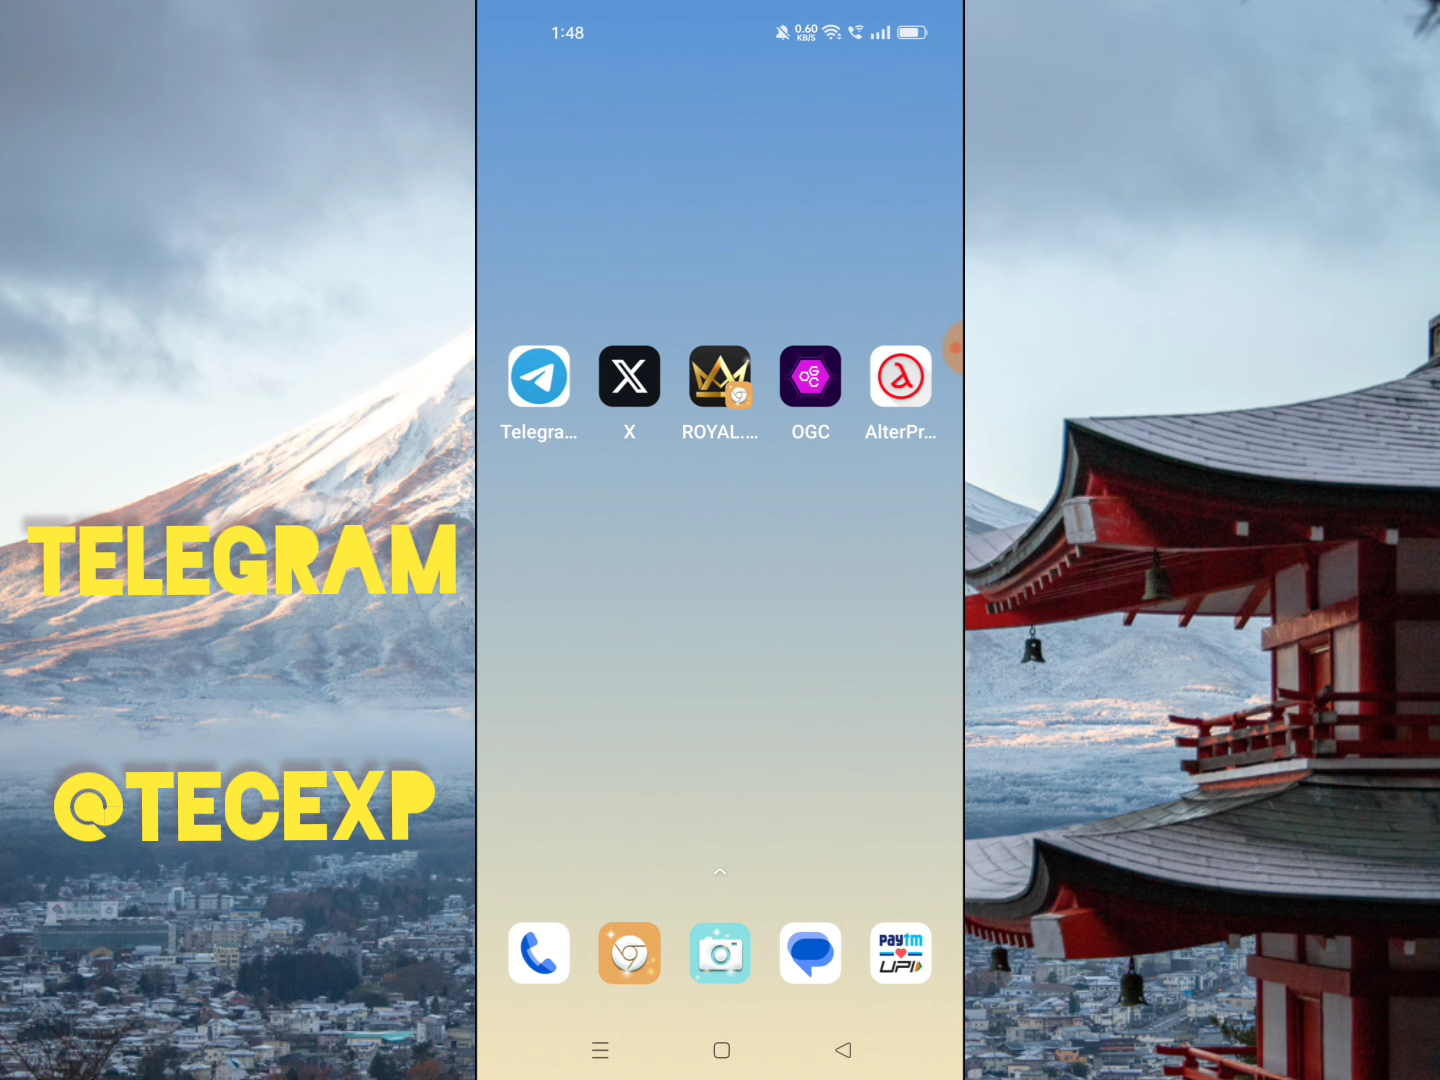 1:48
0.60
KB/S
Telegra...
X
ROYAL....
OGC
AlterPr...
TELEGRAM
@TECEXP
paytm
UPI